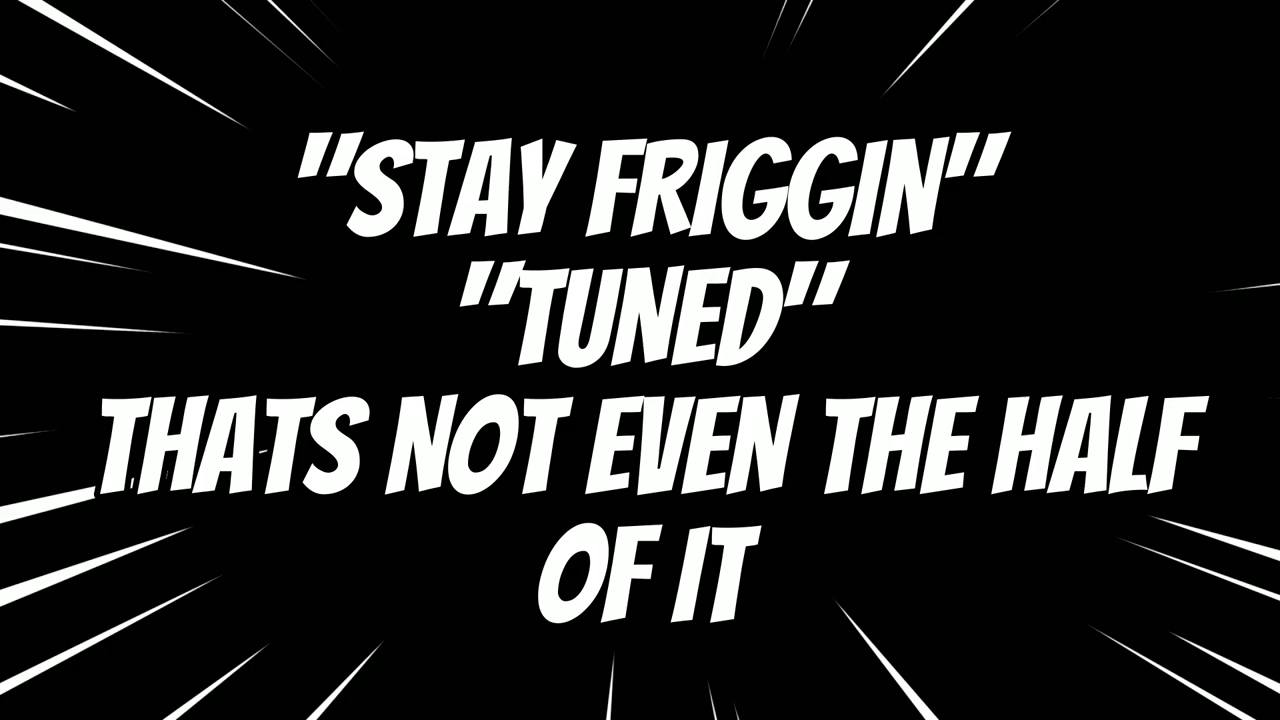 "STAY FRIGGIN"
"TUNED"
THATS NOT EVEN THE HALF
OF IT